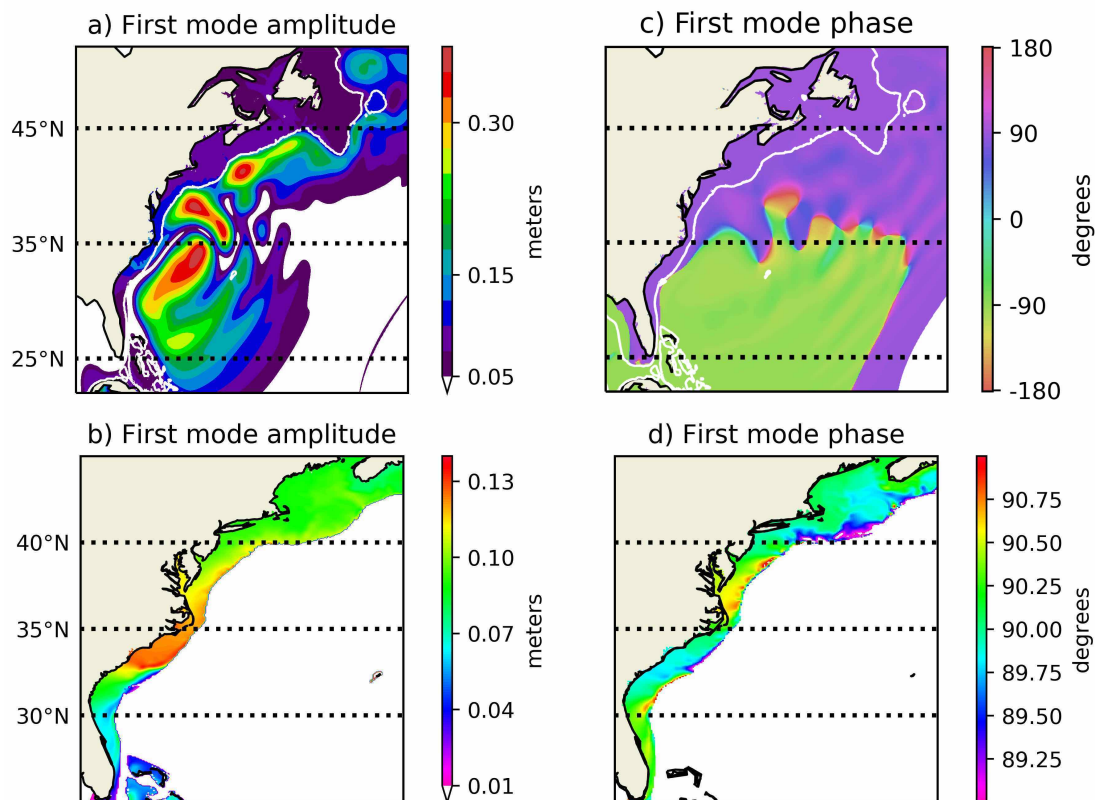 a) First mode amplitude
45°N
35°N
25°N
0.30
0.15
0.05
meters
c) First mode phase
180
90
0
-90
-180
degrees
b) First mode amplitude
40°N
35°N
30°N
0.13
0.10
0.07
0.04
0.01
meters
d) First mode phase
90.75
90.50
90.25
90.00
89.75
89.50
89.25
degrees